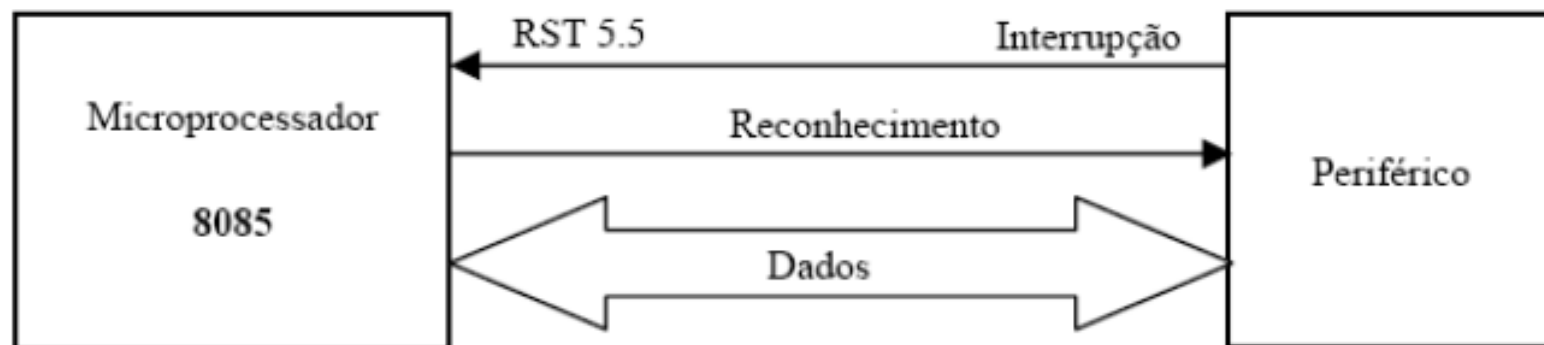 RST 5.5
Interrupção
Microprocessador
8085
Reconhecimento
Dados
Periférico